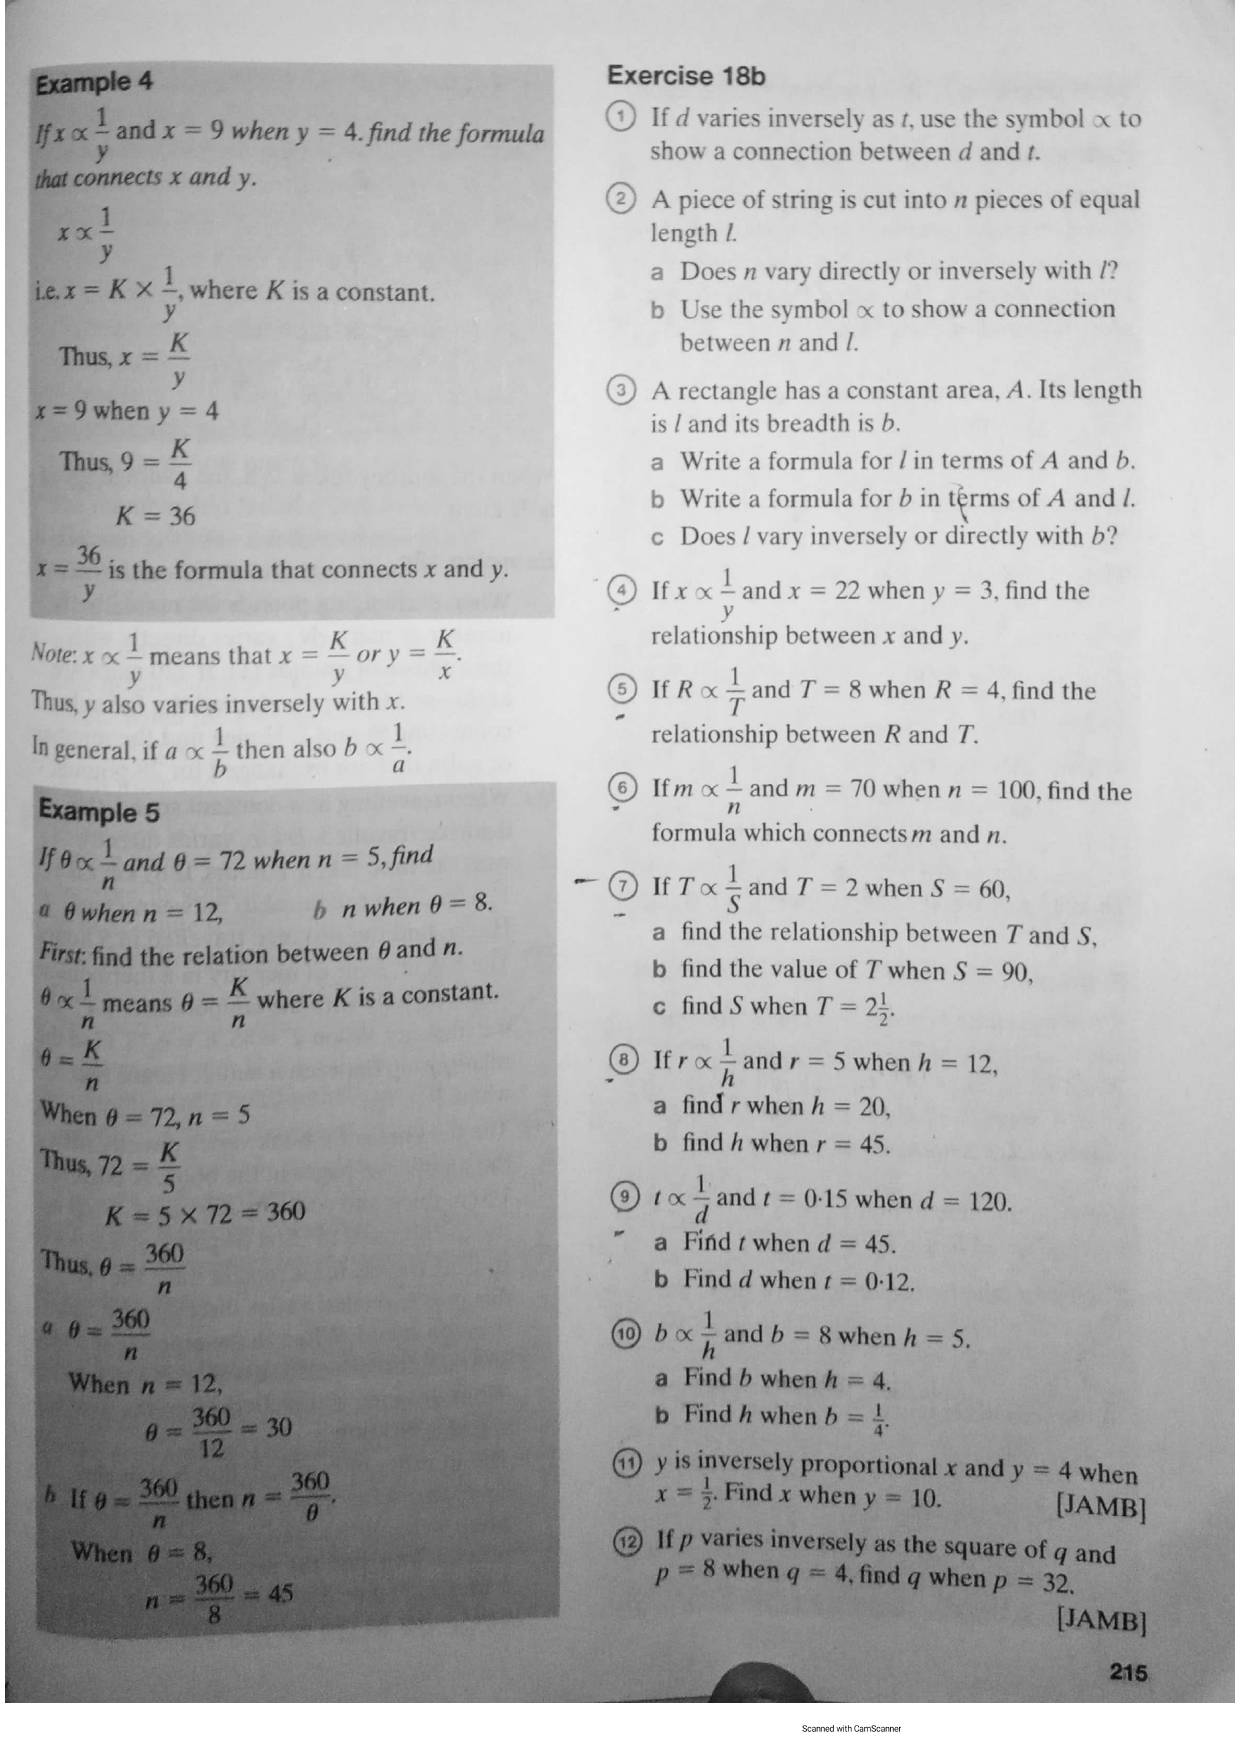 Example 4
If x ∝ 1/y and x = 9 when y = 4. find the formula
that connects x and y.
x ∝ 1/y
i.e. x = K × 1/y, where K is a constant.
Thus, x = K/y
x = 9 when y = 4
Thus, 9 = K/4
K = 36
x = 36/y is the formula that connects x and y.
Note: x ∝ 1/y means that x = K/y or y = K/x.
Thus, y also varies inversely with x.
In general, if a ∝ 1/b then also b ∝ 1/a.
Example 5
If θ ∝ 1/n and θ = 72 when n = 5, find
a θ when n = 12, b n when θ = 8.
First: find the relation between θ and n.
θ ∝ 1/n means θ = K/n where K is a constant.
θ = K/n
When θ = 72, n = 5
Thus, 72 = K/5
K = 5 × 72 = 360
Thus, θ = 360/n
a θ = 360/n
When n = 12,
θ = 360/12 = 30
b If θ = 360/n then n = 360/θ.
When θ = 8,
n = 360/8 = 45
Exercise 18b
1 If d varies inversely as t, use the symbol ∝ to
show a connection between d and t.
2 A piece of string is cut into n pieces of equal
length l.
a Does n vary directly or inversely with l?
b Use the symbol ∝ to show a connection
between n and l.
3 A rectangle has a constant area, A. Its length
is l and its breadth is b.
a Write a formula for l in terms of A and b.
b Write a formula for b in terms of A and l.
c Does l vary inversely or directly with b?
4 If x ∝ 1/y and x = 22 when y = 3, find the
relationship between x and y.
5 If R ∝ 1/T and T = 8 when R = 4, find the
relationship between R and T.
6 If m ∝ 1/n and m = 70 when n = 100, find the
formula which connects m and n.
7 If T ∝ 1/S and T = 2 when S = 60,
a find the relationship between T and S,
b find the value of T when S = 90,
c find S when T = 2½.
8 If r ∝ 1/h and r = 5 when h = 12,
a find r when h = 20,
b find h when r = 45.
9 t ∝ 1/d and t = 0·15 when d = 120.
a Find t when d = 45.
b Find d when t = 0·12.
10 b ∝ 1/h and b = 8 when h = 5.
a Find b when h = 4.
b Find h when b = ¼.
11 y is inversely proportional x and y = 4 when
x = ½. Find x when y = 10. [JAMB]
12 If p varies inversely as the square of q and
p = 8 when q = 4, find q when p = 32.
[JAMB]
215
Scanned with CamScanner